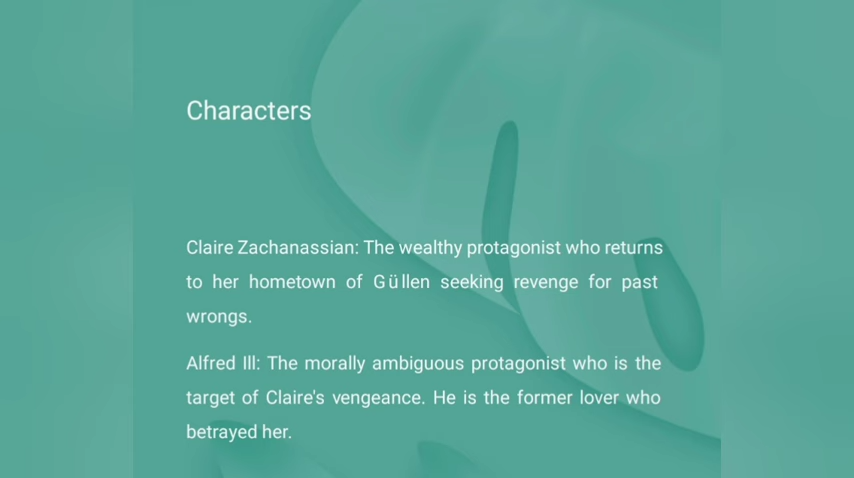 Characters
Claire Zachanassian: The wealthy protagonist who returns
to her hometown of Güllen seeking revenge for past
wrongs.
Alfred Ill: The morally ambiguous protagonist who is the
target of Claire's vengeance. He is the former lover who
betrayed her.